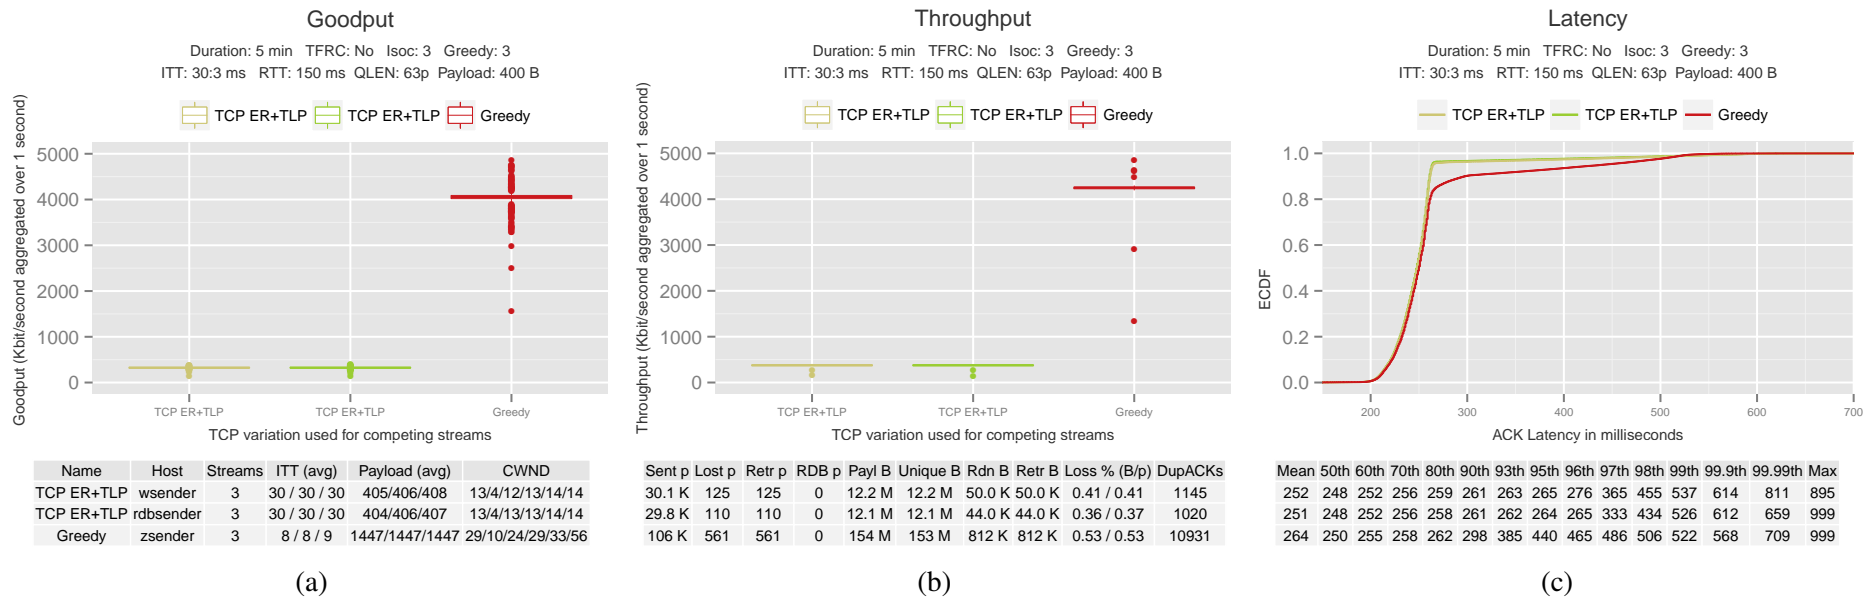 Goodput
Duration: 5 min TFRC: No Isoc: 3 Greedy: 3
ITT: 30:3 ms RTT: 150 ms QLEN: 63p Payload: 400 B
TCP ER+TLP TCP ER+TLP Greedy
Goodput (Kbit/second aggregated over 1 second)
5000
4000
3000
2000
1000
0
TCP ER+TLP TCP ER+TLP Greedy
TCP variation used for competing streams
Name Host Streams ITT (avg) Payload (avg) CWND
TCP ER+TLP wsender 3 30 / 30 / 30 405/406/408 13/4/12/13/14/14
TCP ER+TLP rdbsender 3 30 / 30 / 30 404/406/407 13/4/13/13/14/14
Greedy zsender 3 8 / 8 / 9 1447/1447/1447 29/10/24/29/33/56
(a)
Throughput
Duration: 5 min TFRC: No Isoc: 3 Greedy: 3
ITT: 30:3 ms RTT: 150 ms QLEN: 63p Payload: 400 B
TCP ER+TLP TCP ER+TLP Greedy
Throughput (Kbit/second aggregated over 1 second)
5000
4000
3000
2000
1000
0
TCP ER+TLP TCP ER+TLP Greedy
TCP variation used for competing streams
Sent p Lost p Retr p RDB p Payl B Unique B Rdn B Retr B Loss % (B/p) DupACKs
30.1 K 125 125 0 12.2 M 12.2 M 50.0 K 50.0 K 0.41 / 0.41 1145
29.8 K 110 110 0 12.1 M 12.1 M 44.0 K 44.0 K 0.36 / 0.37 1020
106 K 561 561 0 154 M 153 M 812 K 812 K 0.53 / 0.53 10931
(b)
Latency
Duration: 5 min TFRC: No Isoc: 3 Greedy: 3
ITT: 30:3 ms RTT: 150 ms QLEN: 63p Payload: 400 B
TCP ER+TLP TCP ER+TLP Greedy
ECDF
1.0
0.8
0.6
0.4
0.2
0.0
200 300 400 500 600 700
ACK Latency in milliseconds
Mean 50th 60th 70th 80th 90th 93th 95th 96th 97th 98th 99th 99.9th 99.99th Max
252 248 252 256 259 261 263 265 276 365 455 537 614 811 895
251 248 252 256 258 261 262 264 265 333 434 526 612 659 999
264 250 255 258 262 298 385 440 465 486 506 522 568 709 999
(c)